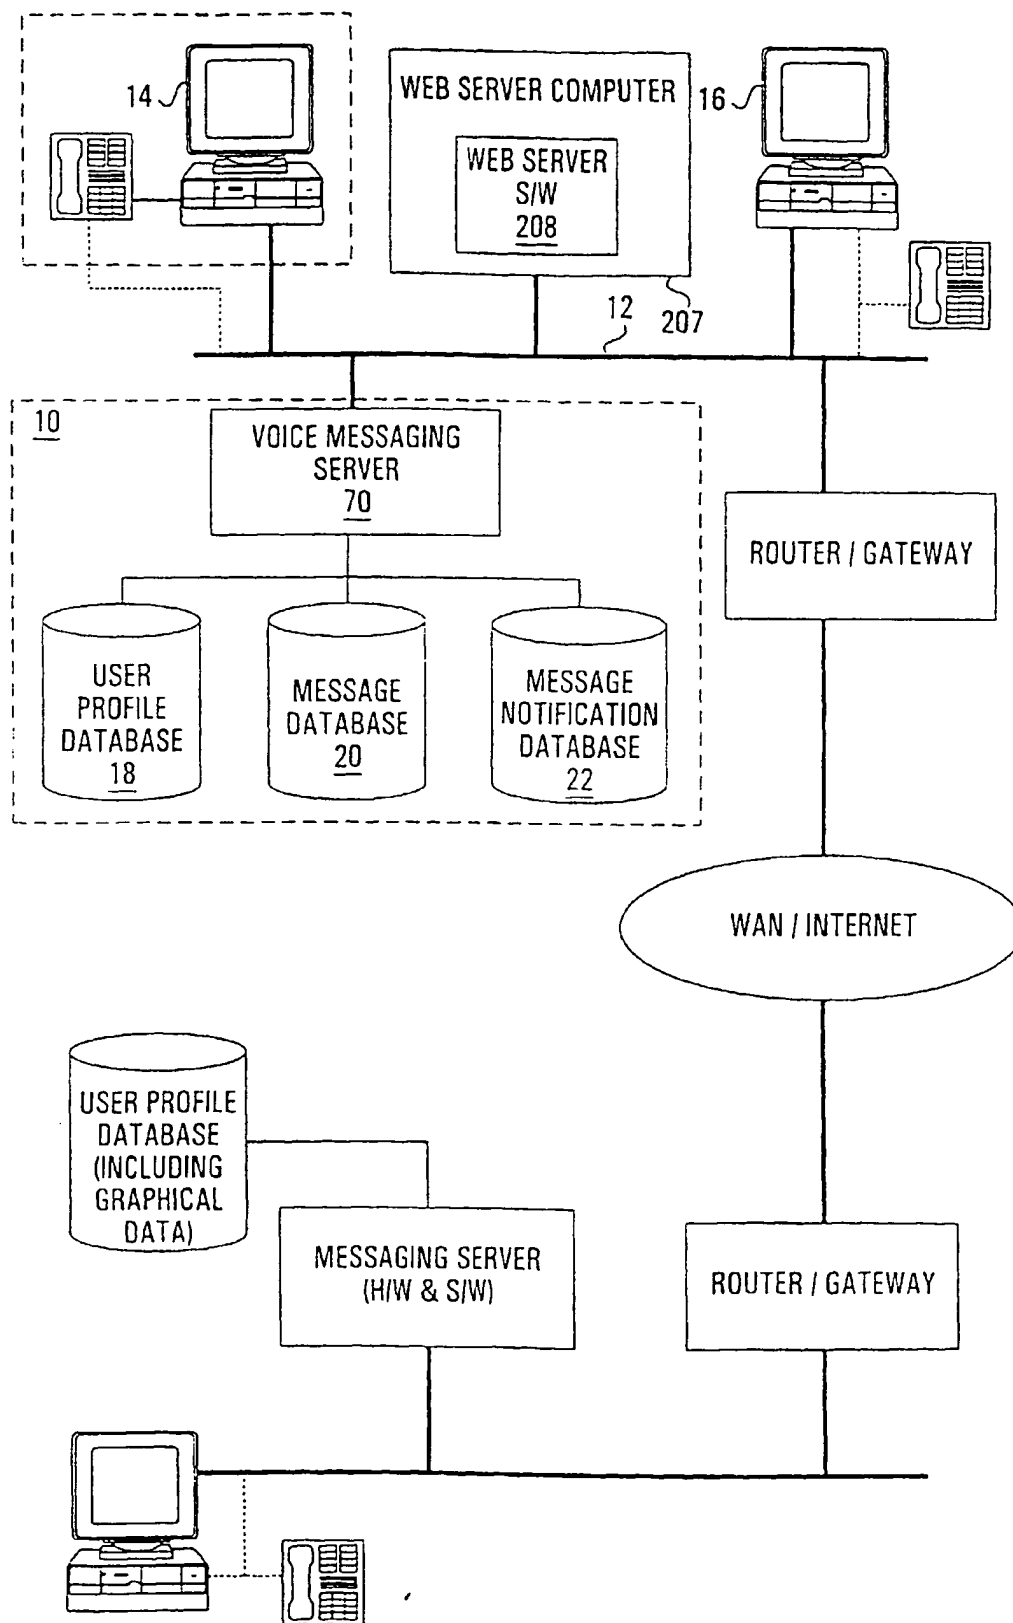 14
WEB SERVER COMPUTER
16
WEB SERVER
S/W
208
12
207
10
VOICE MESSAGING
SERVER
70
ROUTER / GATEWAY
USER
PROFILE
DATABASE
18
MESSAGE
DATABASE
20
MESSAGE
NOTIFICATION
DATABASE
22
WAN / INTERNET
USER PROFILE
DATABASE
(INCLUDING
GRAPHICAL
DATA)
MESSAGING SERVER
(H/W & S/W)
ROUTER / GATEWAY